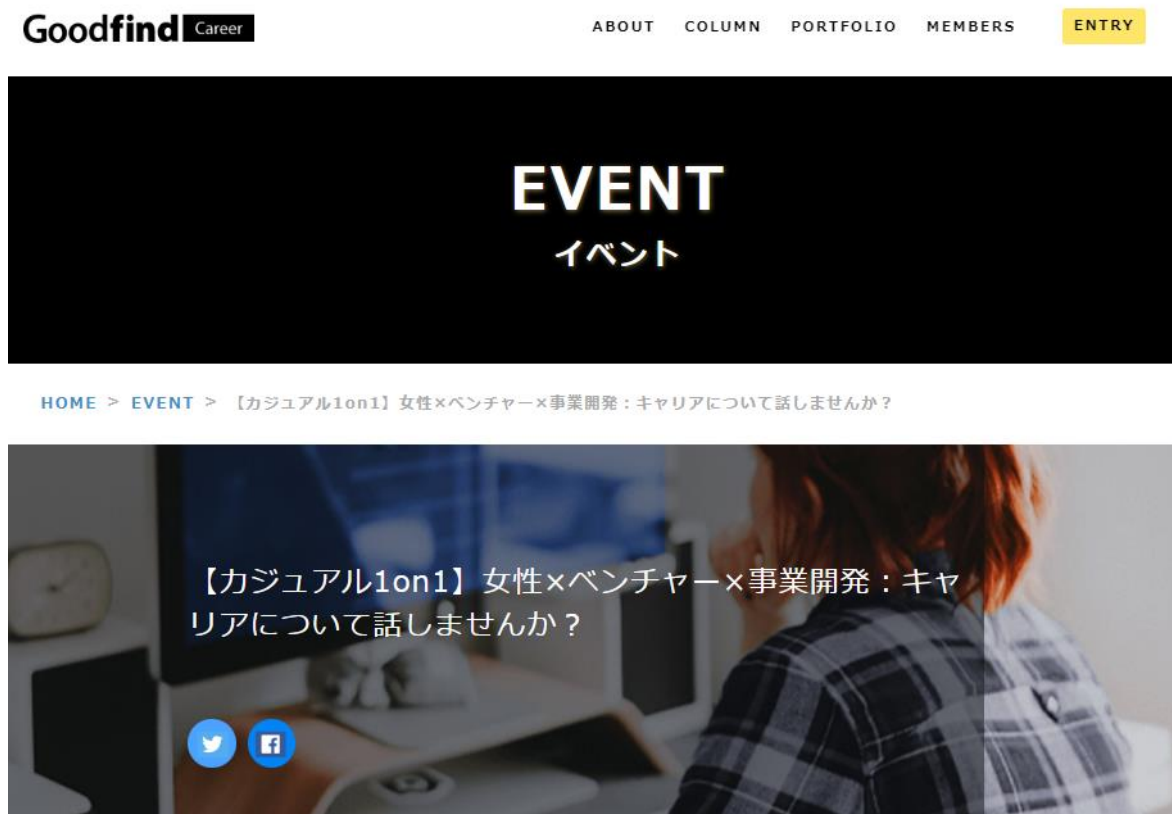 Goodfind Career
ABOUT COLUMN PORTFOLIO MEMBERS ENTRY
EVENT
イベント
HOME > EVENT > 【カジュアル1on1】女性×ベンチャー×事業開発：キャリアについて話しませんか？
【カジュアル1on1】女性×ベンチャー×事業開発：キャ
リアについて話しませんか？